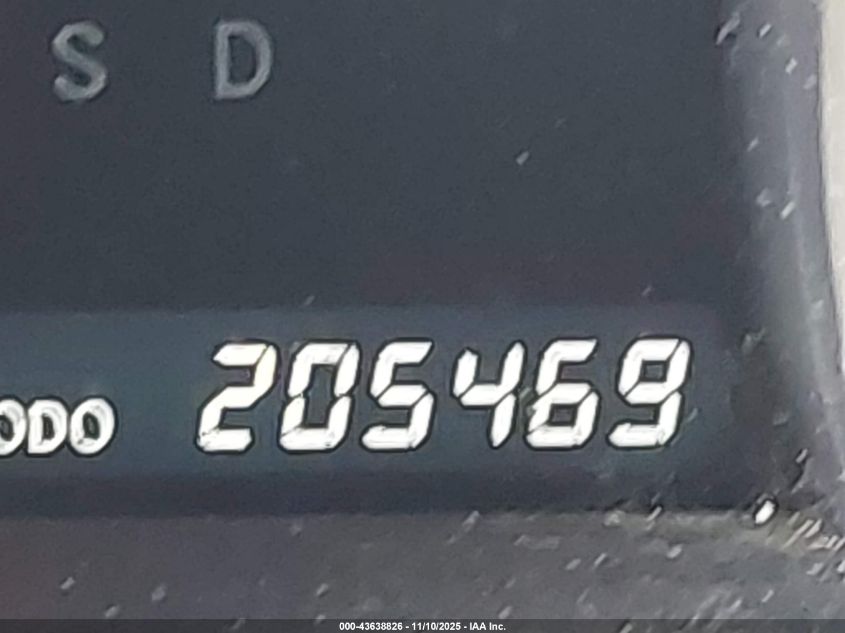 S D
ODO 205469
000-43638826 - 11/10/2025 - IAA Inc.